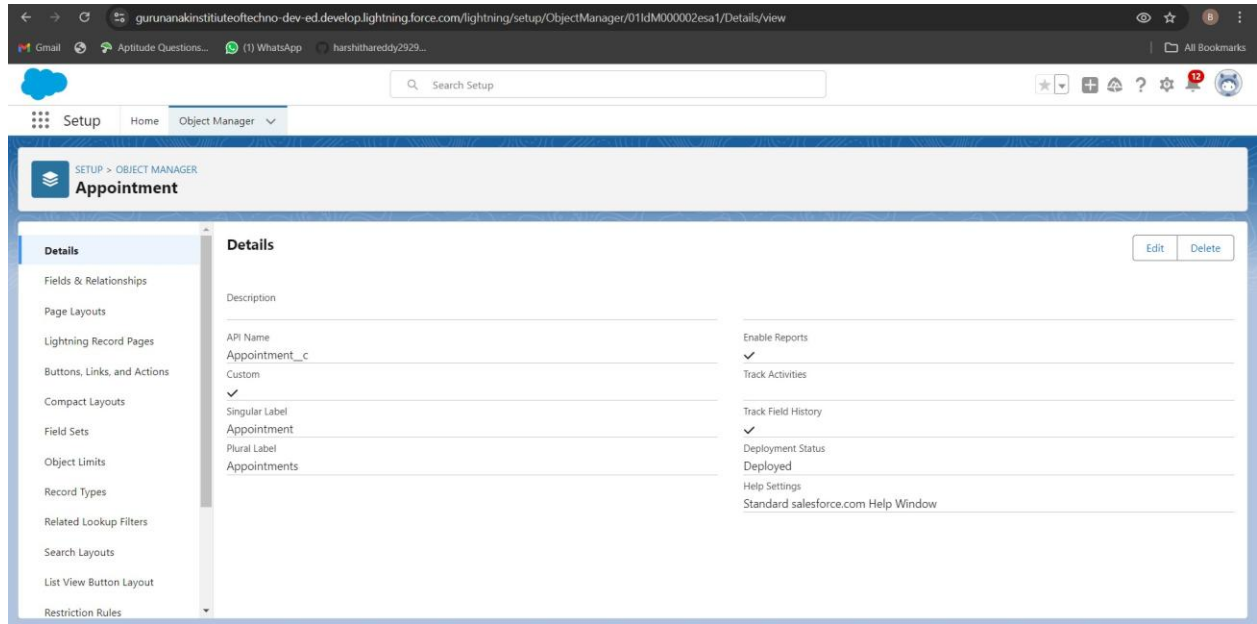 gurunanakinstitiuteoftechno-dev-ed.develop.lightning.force.com/lightning/setup/ObjectManager/01IdM000002esa1/Details/view
B
Gmail Aptitude Questions... (1) WhatsApp harshithareddy2929... All Bookmarks
Search Setup
12
Setup Home Object Manager
SETUP > OBJECT MANAGER
Appointment
Details
Fields & Relationships
Page Layouts
Lightning Record Pages
Buttons, Links, and Actions
Compact Layouts
Field Sets
Object Limits
Record Types
Related Lookup Filters
Search Layouts
List View Button Layout
Restriction Rules
Details
Edit Delete
Description
API Name
Appointment__c
Custom
Singular Label
Appointment
Plural Label
Appointments
Enable Reports
Track Activities
Track Field History
Deployment Status
Deployed
Help Settings
Standard salesforce.com Help Window